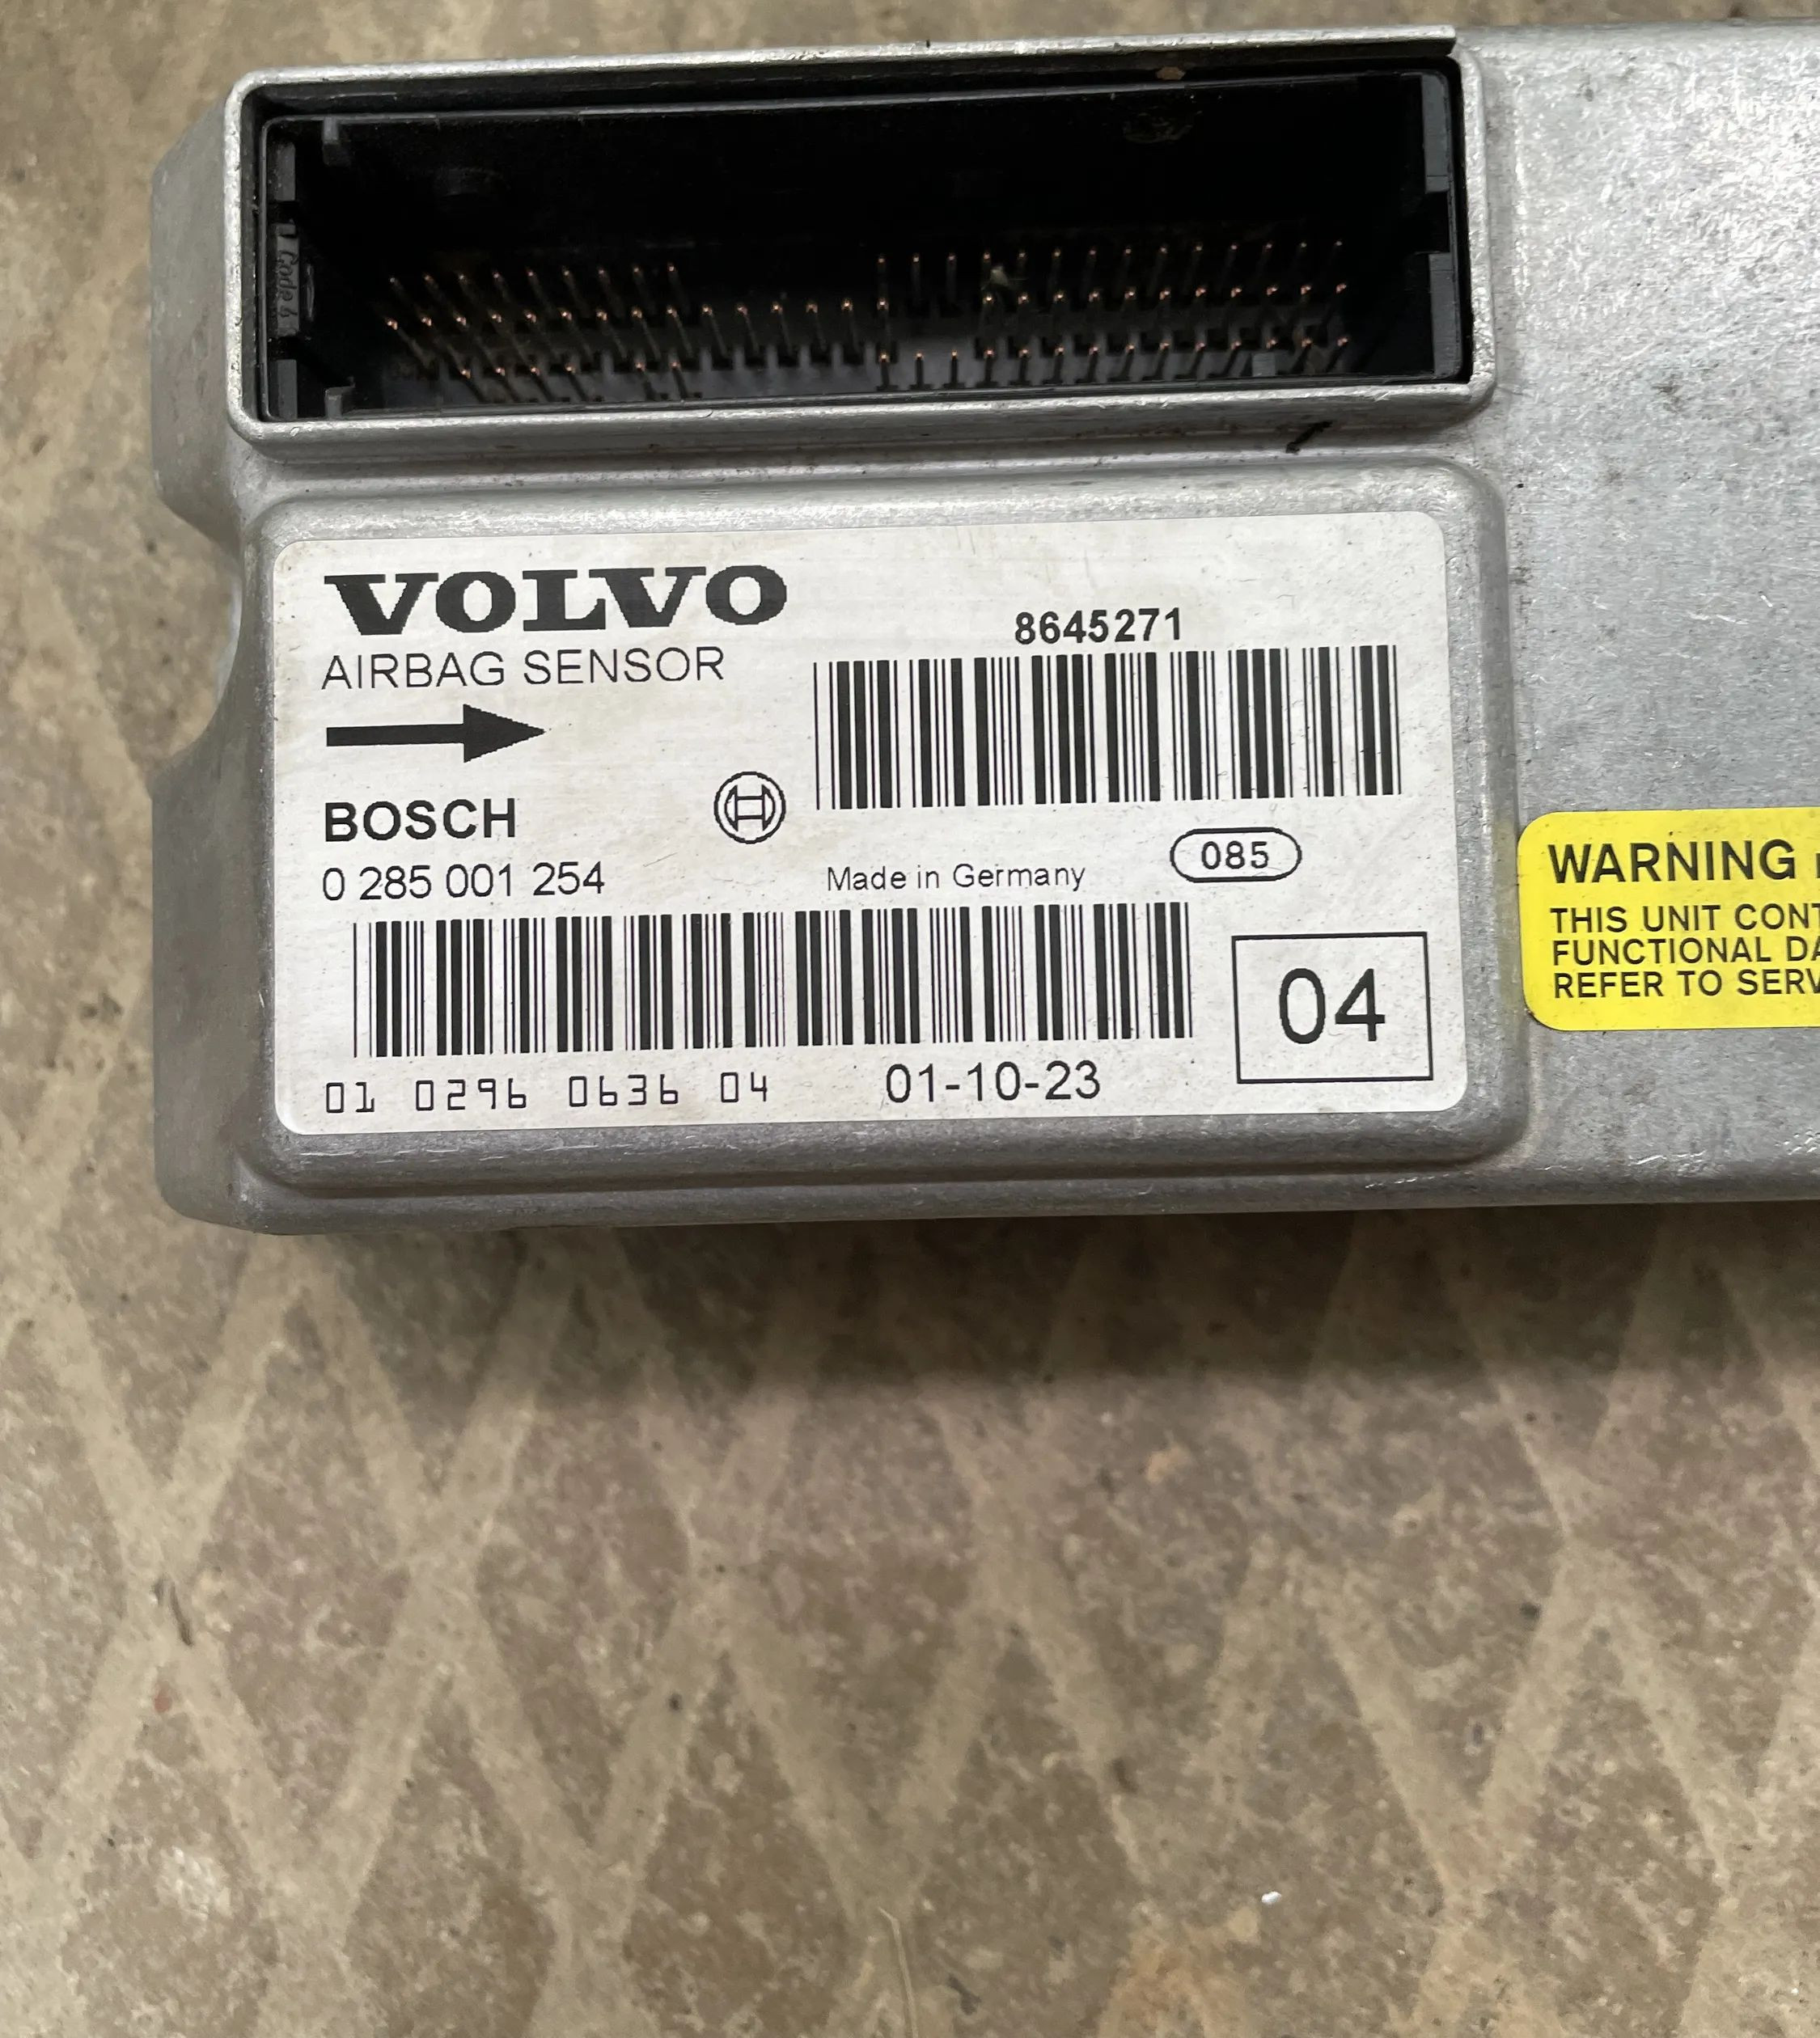 VOLVO
AIRBAG SENSOR
8645271
BOSCH
0 285 001 254
Made in Germany
085
04
01 0296 0636 04
01-10-23
WARNING
THIS UNIT CONT
FUNCTIONAL DA
REFER TO SERV
Code